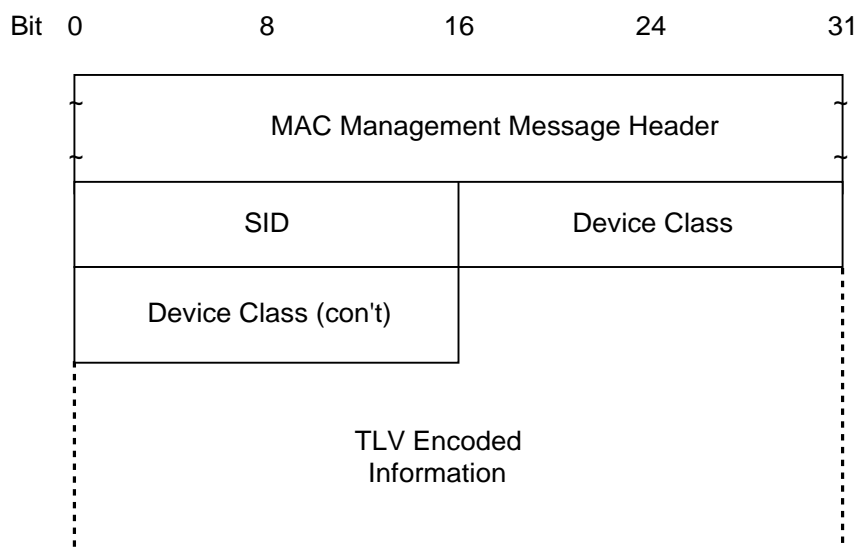 Bit 0 8 16 24 31
~ ~
MAC Management Message Header
~ ~
SID Device Class
Device Class (con't)
TLV Encoded
Information